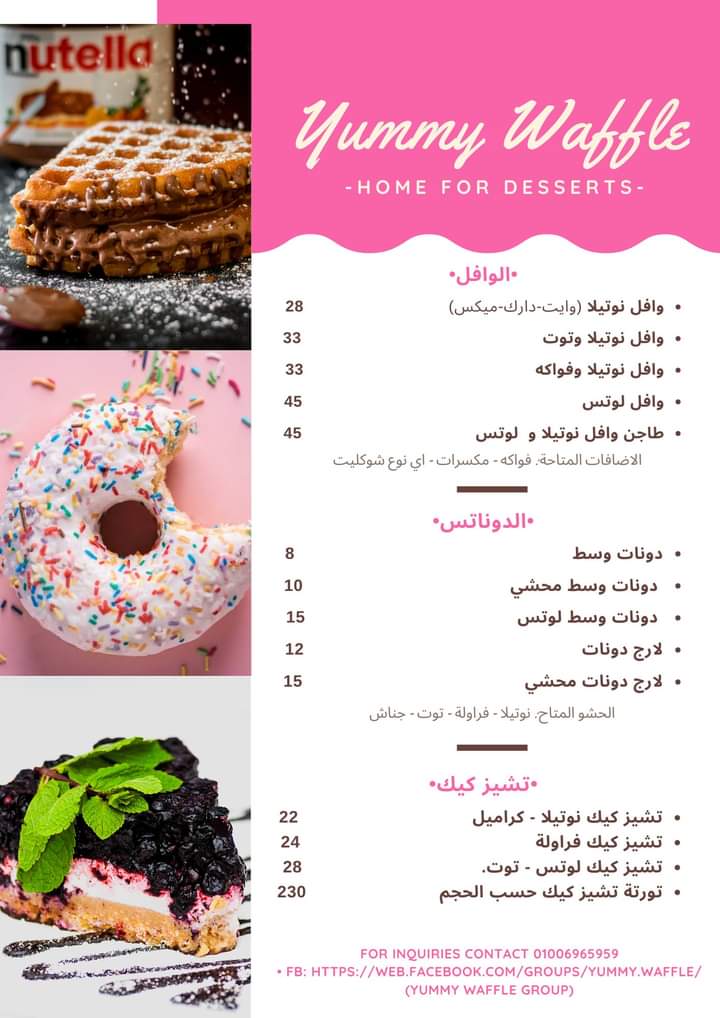 nutella
Yummy Waffle
-HOME FOR DESSERTS-
•الوافل•
• وافل نوتيلا (وايت-دارك-ميكس) 28
• وافل نوتيلا وتوت 33
• وافل نوتيلا وفواكه 33
• وافل لوتس 45
• طاجن وافل نوتيلا و لوتس 45
الاضافات المتاحة. فواكه - مكسرات - اي نوع شوكليت
•الدوناتس•
• دونات وسط 8
• دونات وسط محشي 10
• دونات وسط لوتس 15
• لارج دونات 12
• لارج دونات محشي 15
الحشو المتاح. نوتيلا - فراولة - توت - جناش
•تشيز كيك•
• تشيز كيك نوتيلا - كراميل 22
• تشيز كيك فراولة 24
• تشيز كيك لوتس - توت. 28
• تورتة تشيز كيك حسب الحجم 230
FOR INQUIRIES CONTACT 01006965959
• FB: HTTPS://WEB.FACEBOOK.COM/GROUPS/YUMMY.WAFFLE/
(YUMMY WAFFLE GROUP)